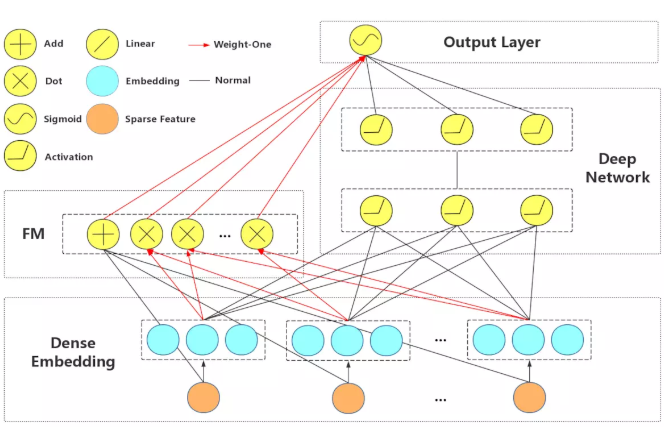 Add
Linear
Weight-One
Dot
Embedding
Normal
Sigmoid
Sparse Feature
Activation
Output Layer
Deep
Network
FM
...
Dense
Embedding
...
...